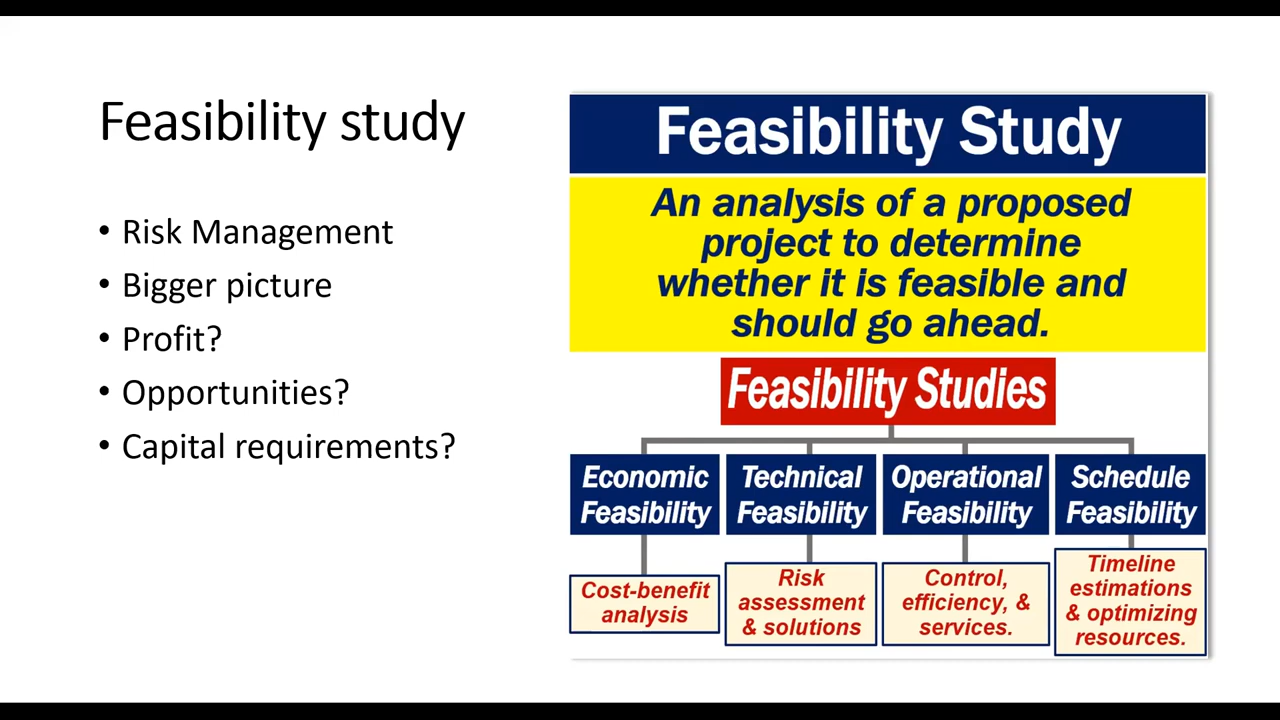 Feasibility study
• Risk Management
• Bigger picture
• Profit?
• Opportunities?
• Capital requirements?
Feasibility Study
An analysis of a proposed
project to determine
whether it is feasible and
should go ahead.
Feasibility Studies
Economic
Feasibility
Technical
Feasibility
Operational
Feasibility
Schedule
Feasibility
Cost-benefit
analysis
Risk
assessment
& solutions
Control,
efficiency, &
services.
Timeline
estimations
& optimizing
resources.